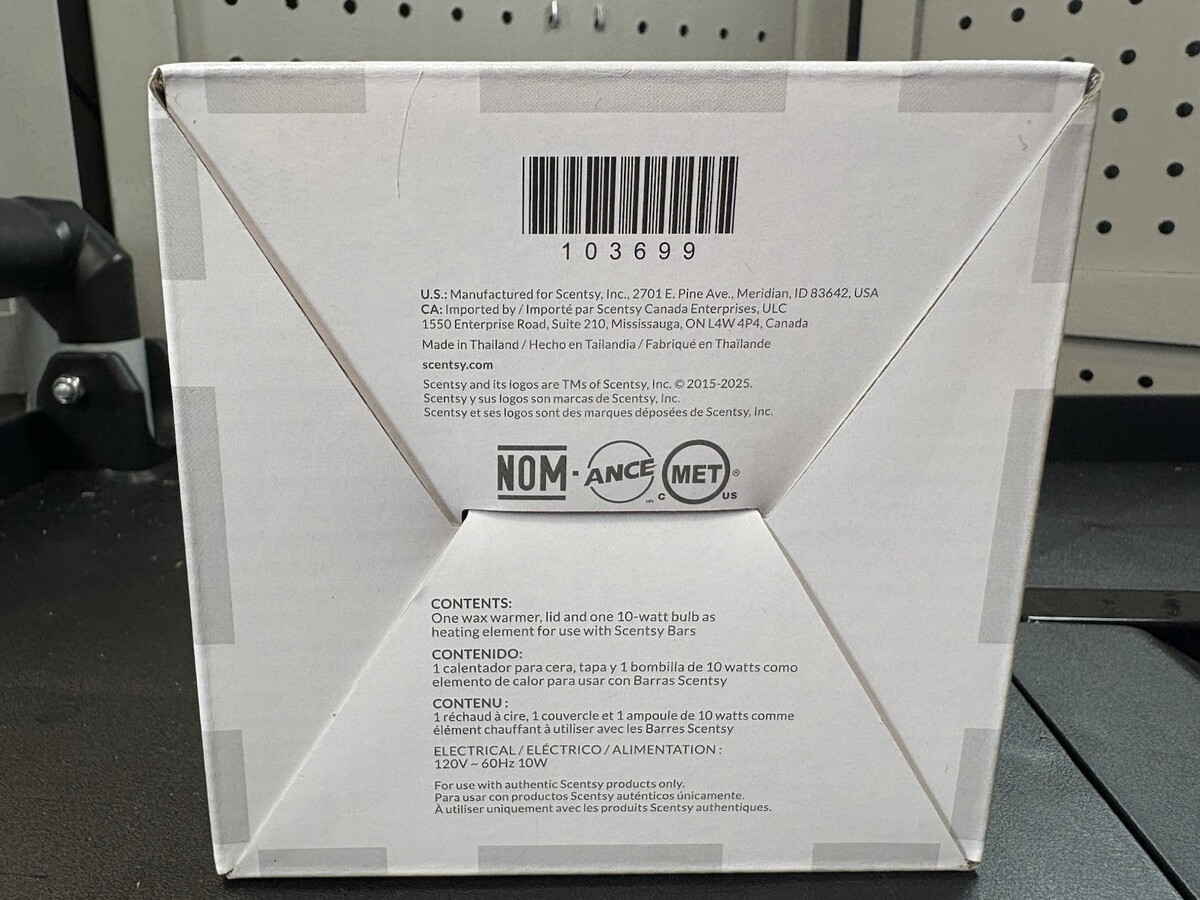 103699
U.S.: Manufactured for Scentsy, Inc., 2701 E. Pine Ave., Meridian, ID 83642, USA
CA: Imported by / Importé par Scentsy Canada Enterprises, ULC
1550 Enterprise Road, Suite 210, Mississauga, ON L4W 4P4, Canada
Made in Thailand / Hecho en Tailandia / Fabriqué en Thaïlande
scentsy.com
Scentsy and its logos are TMs of Scentsy, Inc. © 2015-2025.
Scentsy y sus logos son marcas de Scentsy, Inc.
Scentsy et ses logos sont des marques déposées de Scentsy, Inc.
NOM - ANCE C MET ® US
CONTENTS:
One wax warmer, lid and one 10-watt bulb as
heating element for use with Scentsy Bars
CONTENIDO:
1 calentador para cera, tapa y 1 bombilla de 10 watts como
elemento de calor para usar con Barras Scentsy
CONTENU :
1 réchaud à cire, 1 couvercle et 1 ampoule de 10 watts comme
élément chauffant à utiliser avec les Barres Scentsy
ELECTRICAL / ELÉCTRICO / ALIMENTATION :
120V ~ 60Hz 10W
For use with authentic Scentsy products only.
Para usar con productos Scentsy auténticos únicamente.
À utiliser uniquement avec les produits Scentsy authentiques.